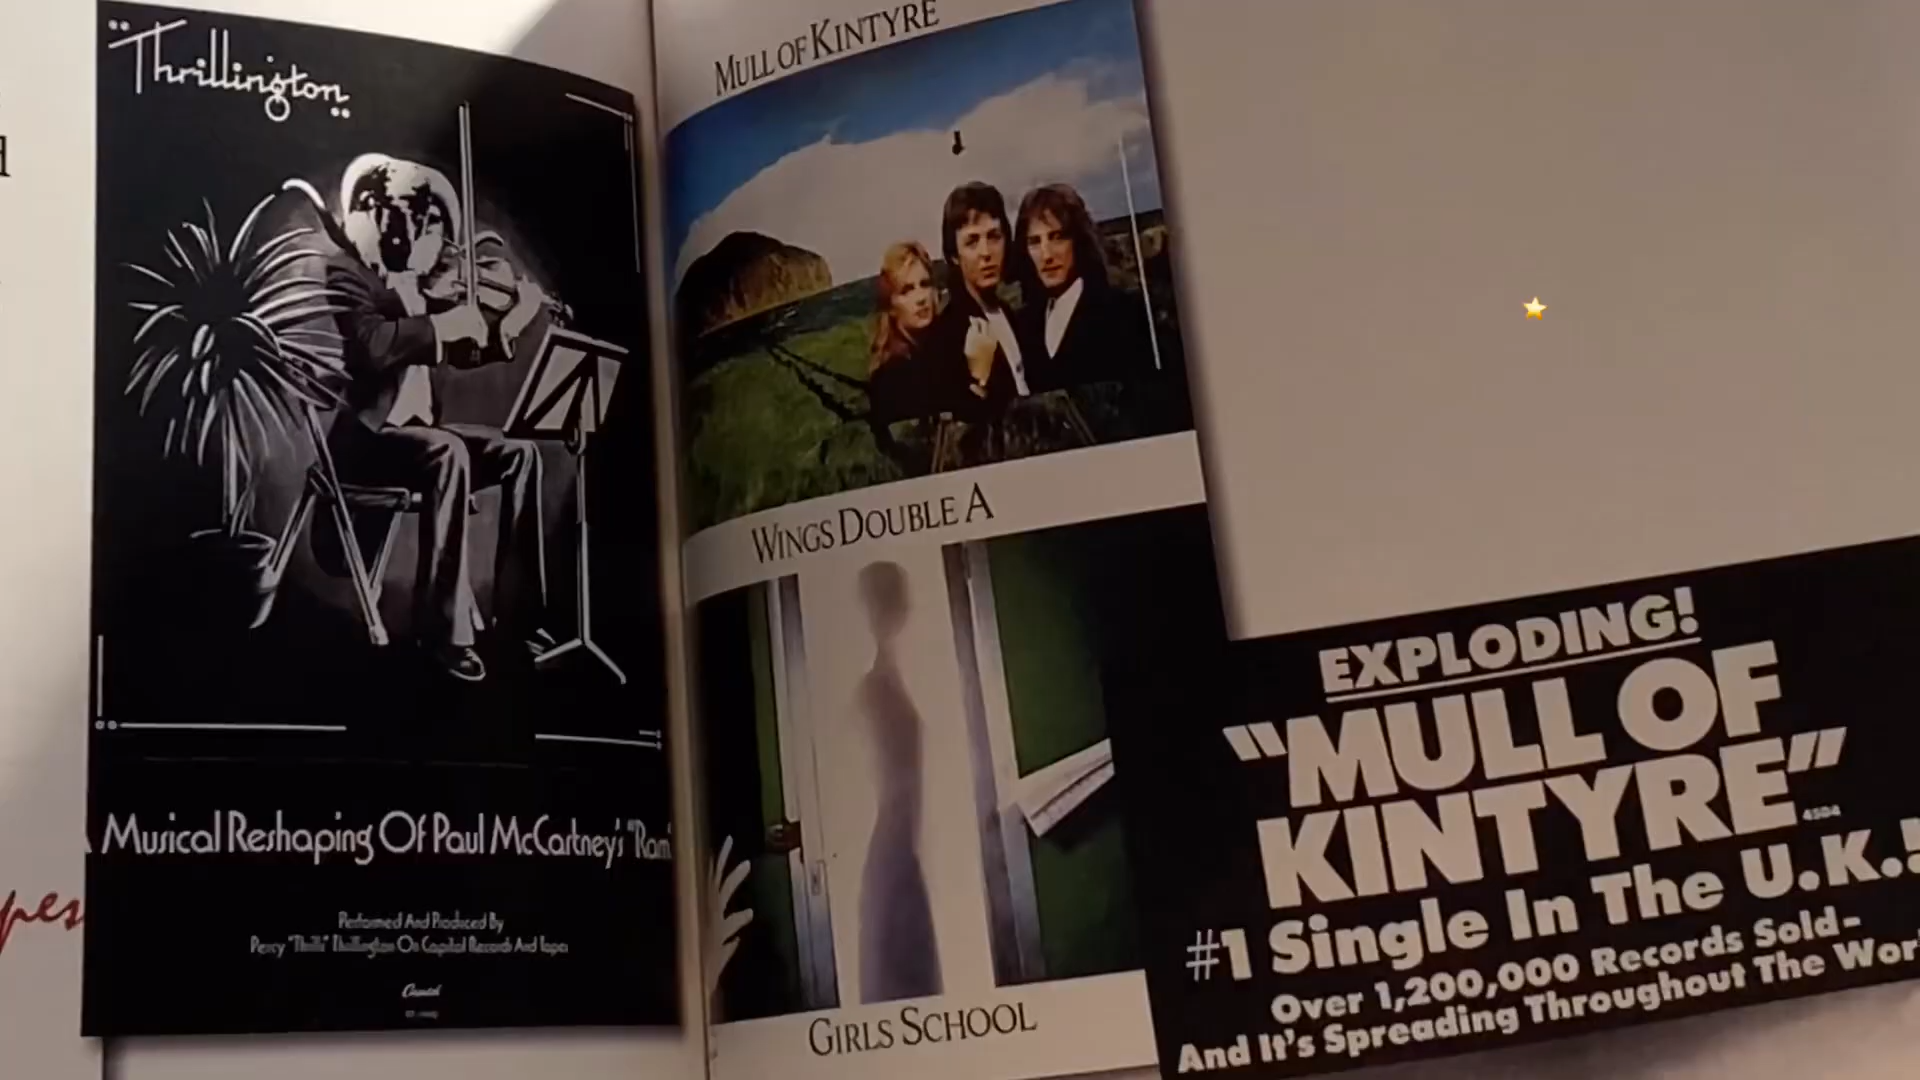 d
pes
Thrillington
A Musical Reshaping Of Paul McCartney's "Ram"
Performed And Produced By
Percy "Thrills" Thrillington On Capitol Records And Tapes
Capitol
MULL OF KINTYRE
WINGS DOUBLE A
GIRLS SCHOOL
EXPLODING!
"MULL OF
KINTYRE"
4504
#1 Single In The U.K.!
Over 1,200,000 Records Sold-
And It's Spreading Throughout The Wor